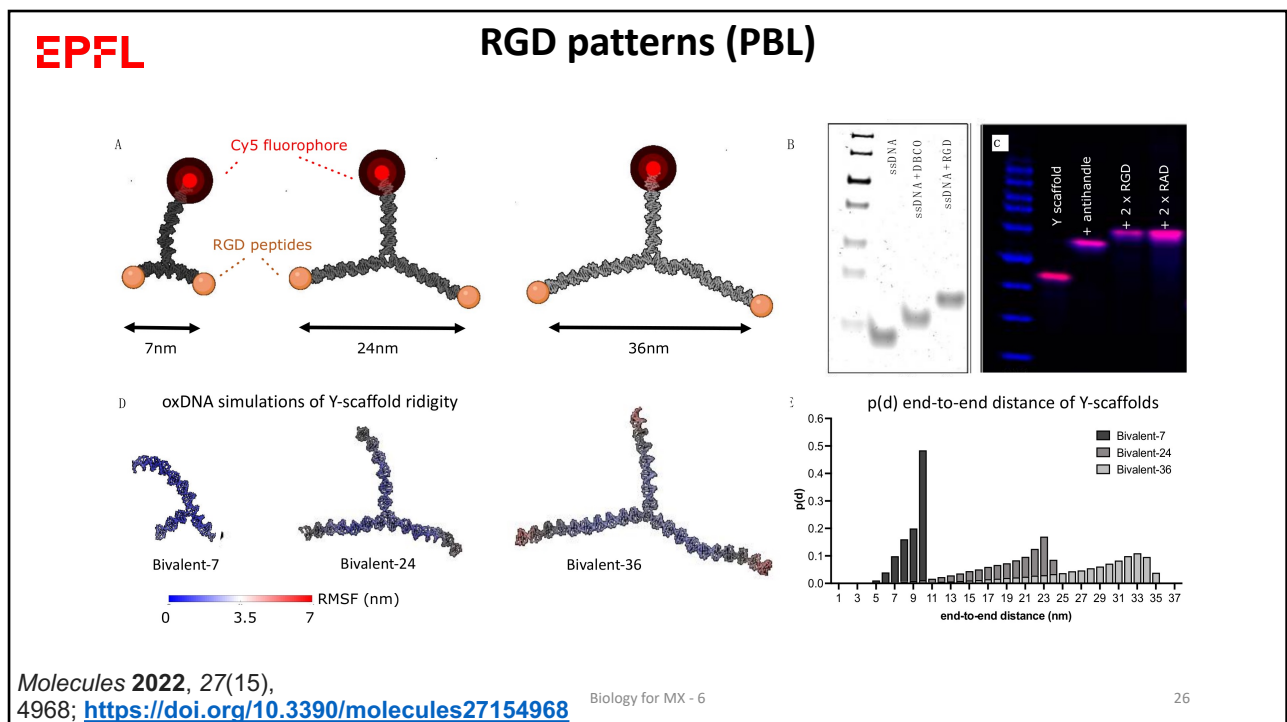 EPFL
RGD patterns (PBL)
A
Cy5 fluorophore
RGD peptides
7nm
24nm
36nm
B
ssDNA
ssDNA+DBCO
ssDNA+RGD
c
Y scaffold
+ antihandle
+ 2 x RGD
+ 2 x RAD
D
oxDNA simulations of Y-scaffold ridigity
Bivalent-7
Bivalent-24
Bivalent-36
RMSF (nm)
0 3.5 7
E
p(d) end-to-end distance of Y-scaffolds
0.6
0.5
0.4
0.3
0.2
0.1
0.0
p(d)
Bivalent-7
Bivalent-24
Bivalent-36
1 3 5 7 9 11 13 15 17 19 21 23 25 27 29 31 33 35 37
end-to-end distance (nm)
Molecules 2022, 27(15),
4968; https://doi.org/10.3390/molecules27154968
Biology for MX - 6
26